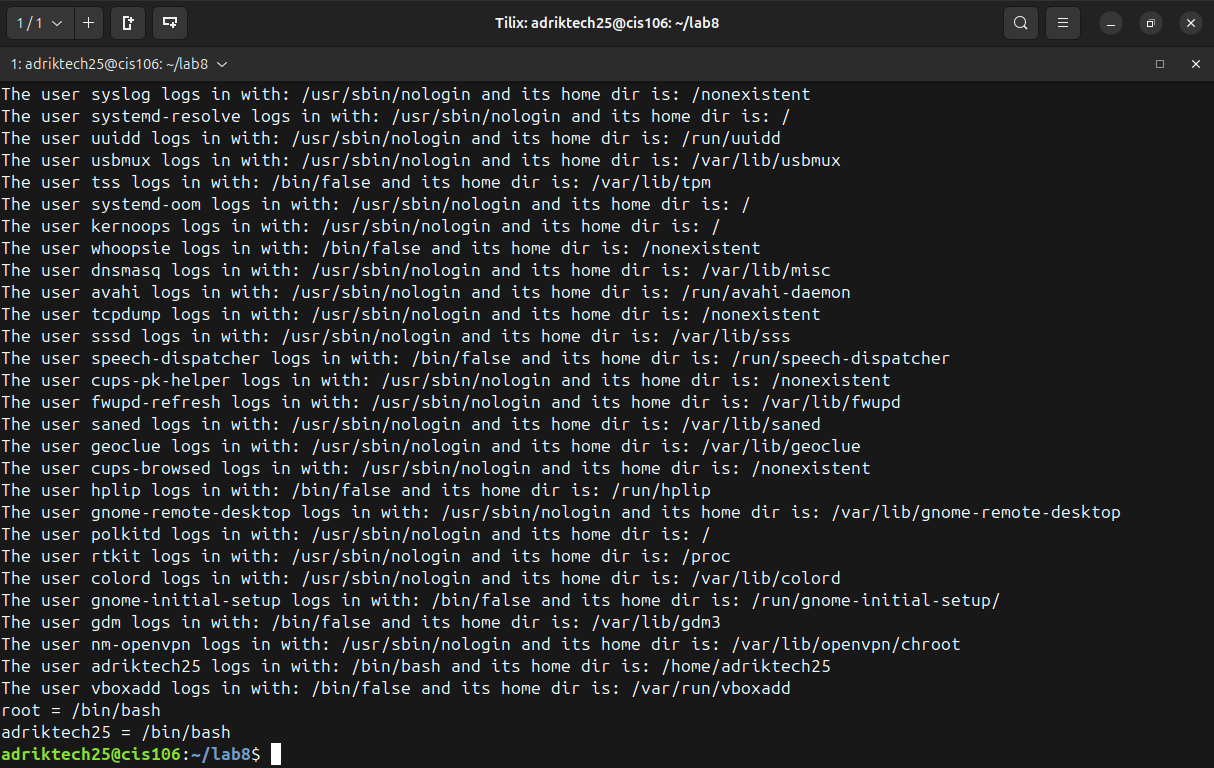 1 / 1
Tilix: adriktech25@cis106: ~/lab8
1: adriktech25@cis106: ~/lab8
The user syslog logs in with: /usr/sbin/nologin and its home dir is: /nonexistent
The user systemd-resolve logs in with: /usr/sbin/nologin and its home dir is: /
The user uuidd logs in with: /usr/sbin/nologin and its home dir is: /run/uuidd
The user usbmux logs in with: /usr/sbin/nologin and its home dir is: /var/lib/usbmux
The user tss logs in with: /bin/false and its home dir is: /var/lib/tpm
The user systemd-oom logs in with: /usr/sbin/nologin and its home dir is: /
The user kernoops logs in with: /usr/sbin/nologin and its home dir is: /
The user whoopsie logs in with: /bin/false and its home dir is: /nonexistent
The user dnsmasq logs in with: /usr/sbin/nologin and its home dir is: /var/lib/misc
The user avahi logs in with: /usr/sbin/nologin and its home dir is: /run/avahi-daemon
The user tcpdump logs in with: /usr/sbin/nologin and its home dir is: /nonexistent
The user sssd logs in with: /usr/sbin/nologin and its home dir is: /var/lib/sss
The user speech-dispatcher logs in with: /bin/false and its home dir is: /run/speech-dispatcher
The user cups-pk-helper logs in with: /usr/sbin/nologin and its home dir is: /nonexistent
The user fwupd-refresh logs in with: /usr/sbin/nologin and its home dir is: /var/lib/fwupd
The user saned logs in with: /usr/sbin/nologin and its home dir is: /var/lib/saned
The user geoclue logs in with: /usr/sbin/nologin and its home dir is: /var/lib/geoclue
The user cups-browsed logs in with: /usr/sbin/nologin and its home dir is: /nonexistent
The user hplip logs in with: /bin/false and its home dir is: /run/hplip
The user gnome-remote-desktop logs in with: /usr/sbin/nologin and its home dir is: /var/lib/gnome-remote-desktop
The user polkitd logs in with: /usr/sbin/nologin and its home dir is: /
The user rtkit logs in with: /usr/sbin/nologin and its home dir is: /proc
The user colord logs in with: /usr/sbin/nologin and its home dir is: /var/lib/colord
The user gnome-initial-setup logs in with: /bin/false and its home dir is: /run/gnome-initial-setup/
The user gdm logs in with: /bin/false and its home dir is: /var/lib/gdm3
The user nm-openvpn logs in with: /usr/sbin/nologin and its home dir is: /var/lib/openvpn/chroot
The user adriktech25 logs in with: /bin/bash and its home dir is: /home/adriktech25
The user vboxadd logs in with: /bin/false and its home dir is: /var/run/vboxadd
root = /bin/bash
adriktech25 = /bin/bash
adriktech25@cis106:~/lab8$